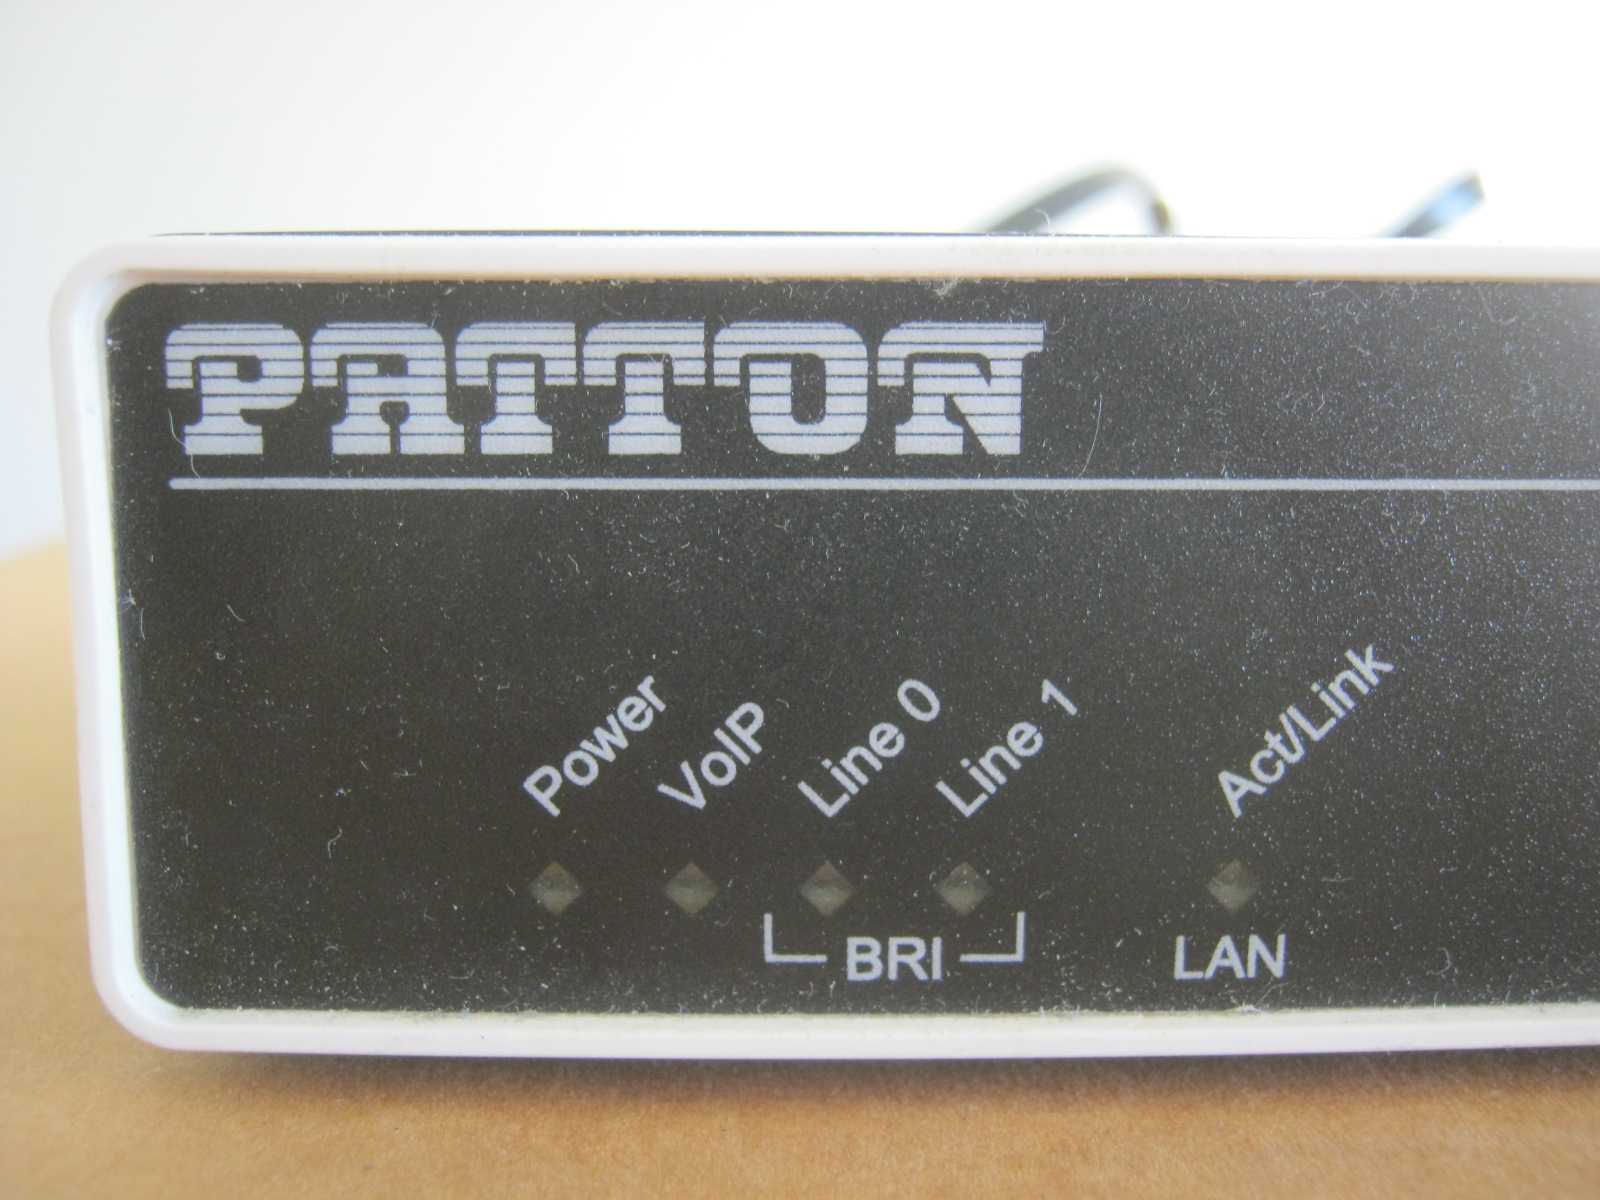 PATTON
Power VoIP Line 0 Line 1 Act/Link
BRI LAN